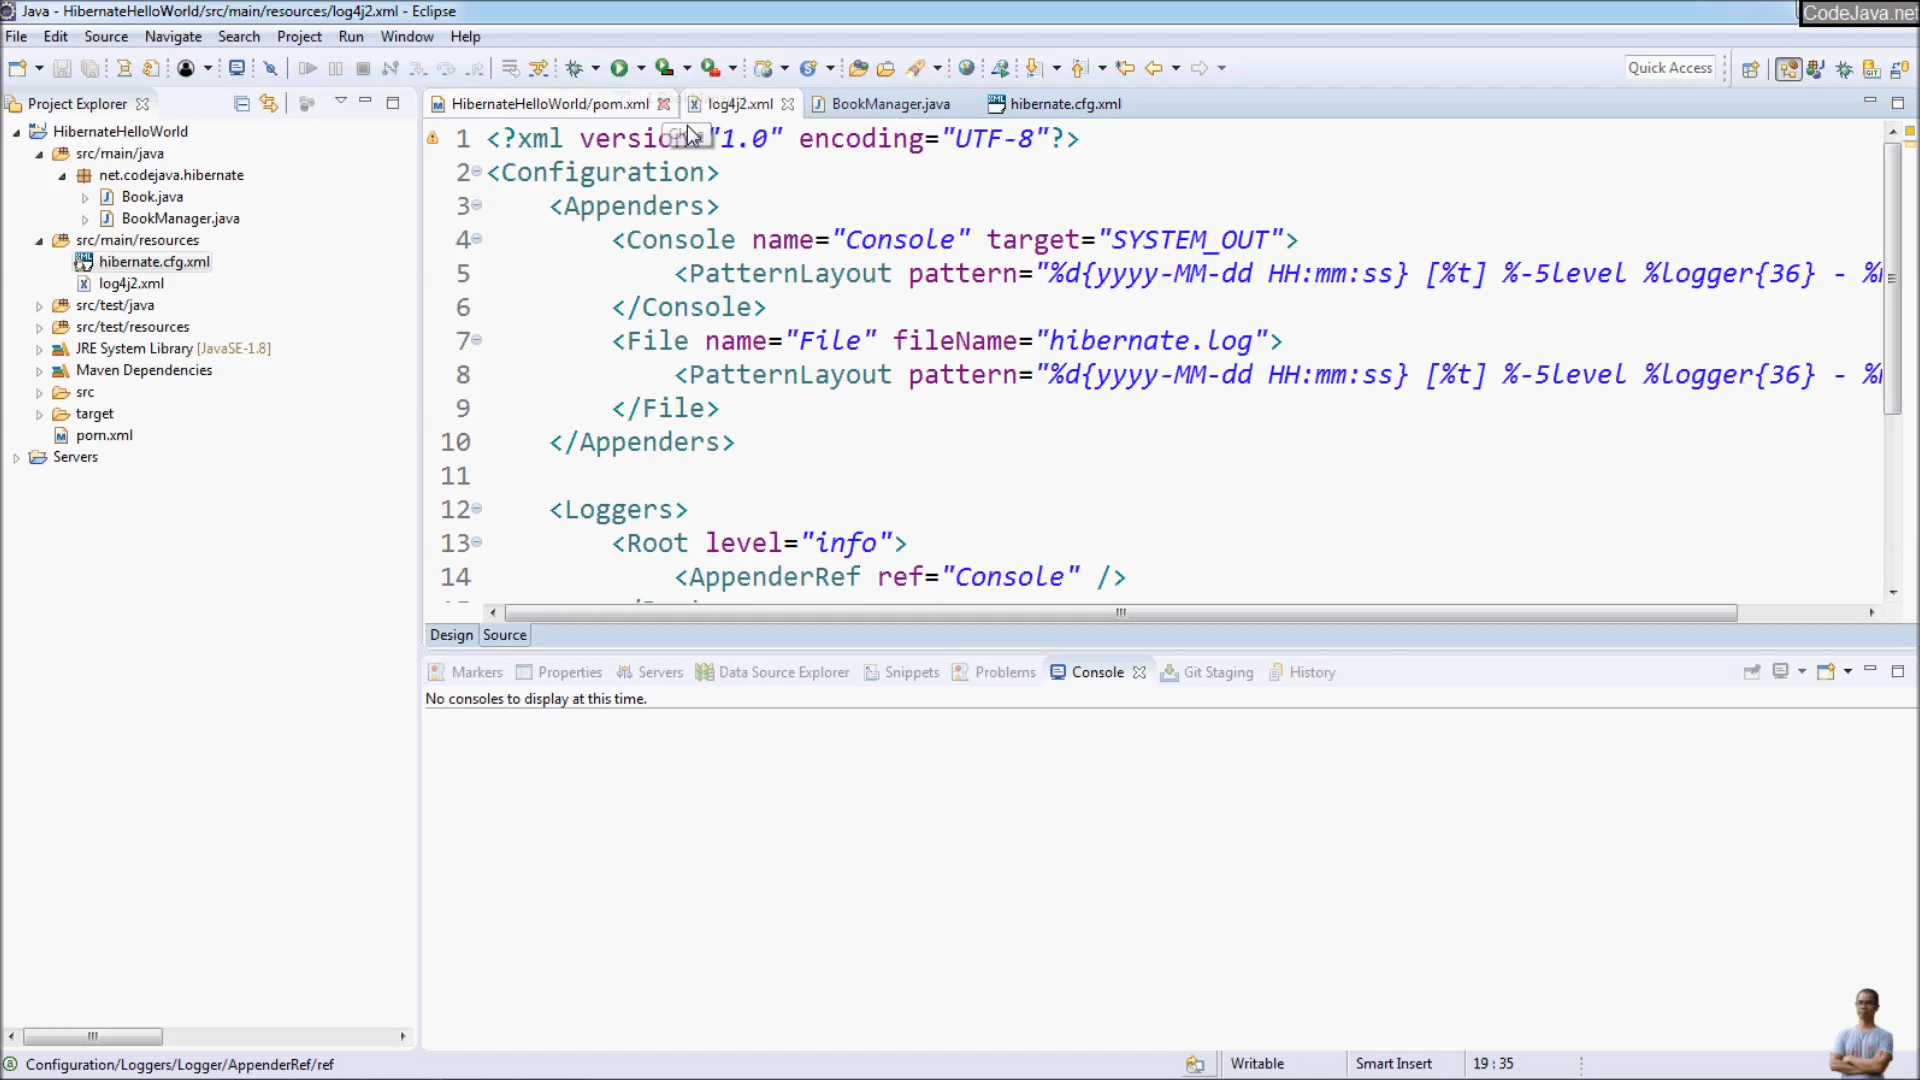 Java - HibernateHelloWorld/src/main/resources/log4j2.xml - Eclipse
CodeJava.net
File Edit Source Navigate Search Project Run Window Help
Quick Access
Project Explorer
HibernateHelloWorld/pom.xml log4j2.xml BookManager.java hibernate.cfg.xml
HibernateHelloWorld
src/main/java
net.codejava.hibernate
Book.java
BookManager.java
src/main/resources
hibernate.cfg.xml
log4j2.xml
src/test/java
src/test/resources
JRE System Library [JavaSE-1.8]
Maven Dependencies
src
target
pom.xml
Servers
1 <?xml version="1.0" encoding="UTF-8"?>
2 <Configuration>
3 <Appenders>
4 <Console name="Console" target="SYSTEM_OUT">
5 <PatternLayout pattern="%d{yyyy-MM-dd HH:mm:ss} [%t] %-5level %logger{36} - %
6 </Console>
7 <File name="File" fileName="hibernate.log">
8 <PatternLayout pattern="%d{yyyy-MM-dd HH:mm:ss} [%t] %-5level %logger{36} - %
9 </File>
10 </Appenders>
11
12 <Loggers>
13 <Root level="info">
14 <AppenderRef ref="Console" />
Design Source
Markers Properties Servers Data Source Explorer Snippets Problems Console Git Staging History
No consoles to display at this time.
Configuration/Loggers/Logger/AppenderRef/ref
Writable Smart Insert 19 : 35